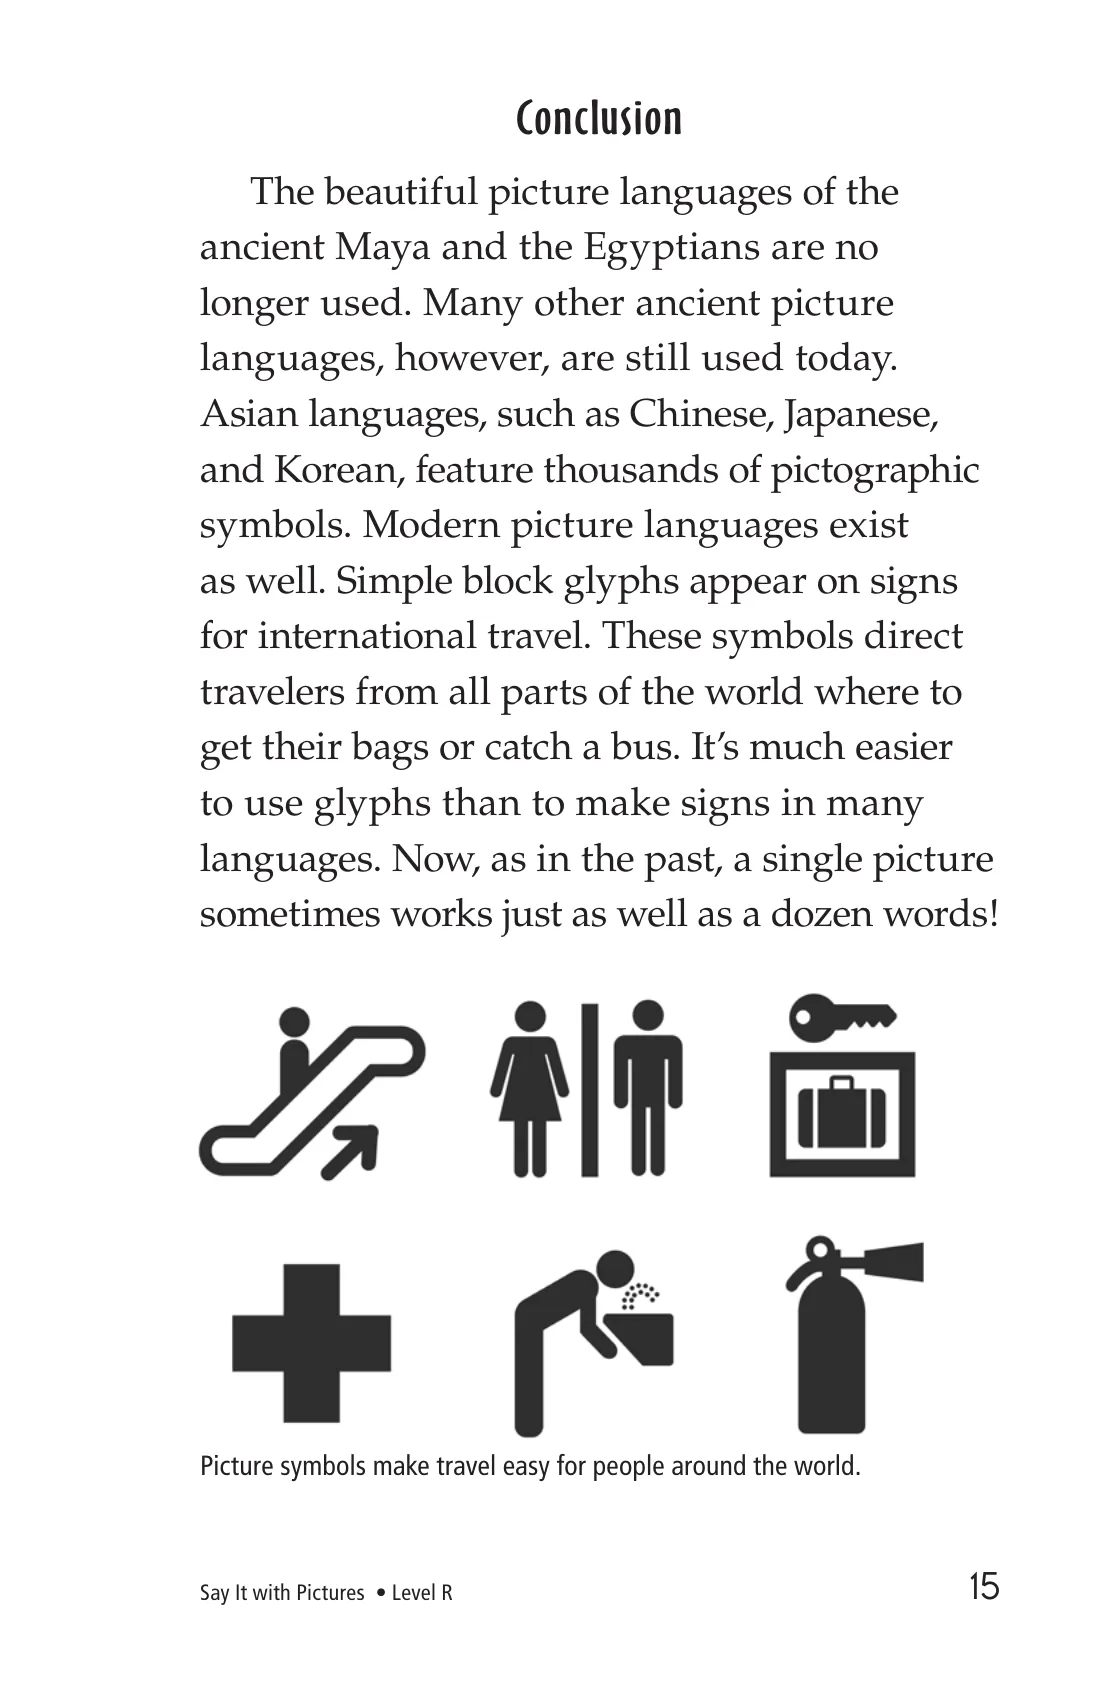 Conclusion
The beautiful picture languages of the
ancient Maya and the Egyptians are no
longer used. Many other ancient picture
languages, however, are still used today.
Asian languages, such as Chinese, Japanese,
and Korean, feature thousands of pictographic
symbols. Modern picture languages exist
as well. Simple block glyphs appear on signs
for international travel. These symbols direct
travelers from all parts of the world where to
get their bags or catch a bus. It’s much easier
to use glyphs than to make signs in many
languages. Now, as in the past, a single picture
sometimes works just as well as a dozen words!
Picture symbols make travel easy for people around the world.
Say It with Pictures • Level R
15